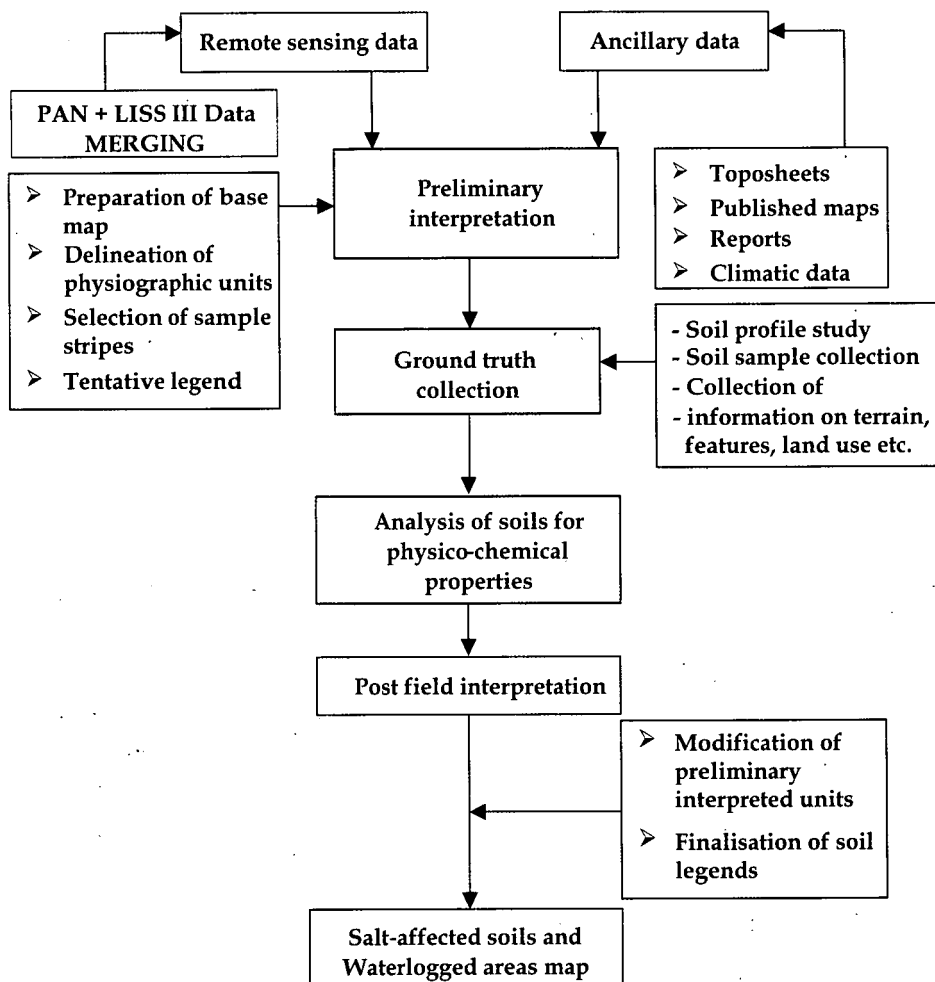 Remote sensing data
Ancillary data
PAN + LISS III Data
MERGING
➢ Preparation of base
map
➢ Delineation of
physiographic units
➢ Selection of sample
stripes
➢ Tentative legend
Preliminary
interpretation
➢ Toposheets
➢ Published maps
➢ Reports
➢ Climatic data
Ground truth
collection
- Soil profile study
- Soil sample collection
- Collection of
- information on terrain,
features, land use etc.
Analysis of soils for
physico-chemical
properties
Post field interpretation
➢ Modification of
preliminary
interpreted units
➢ Finalisation of soil
legends
Salt-affected soils and
Waterlogged areas map